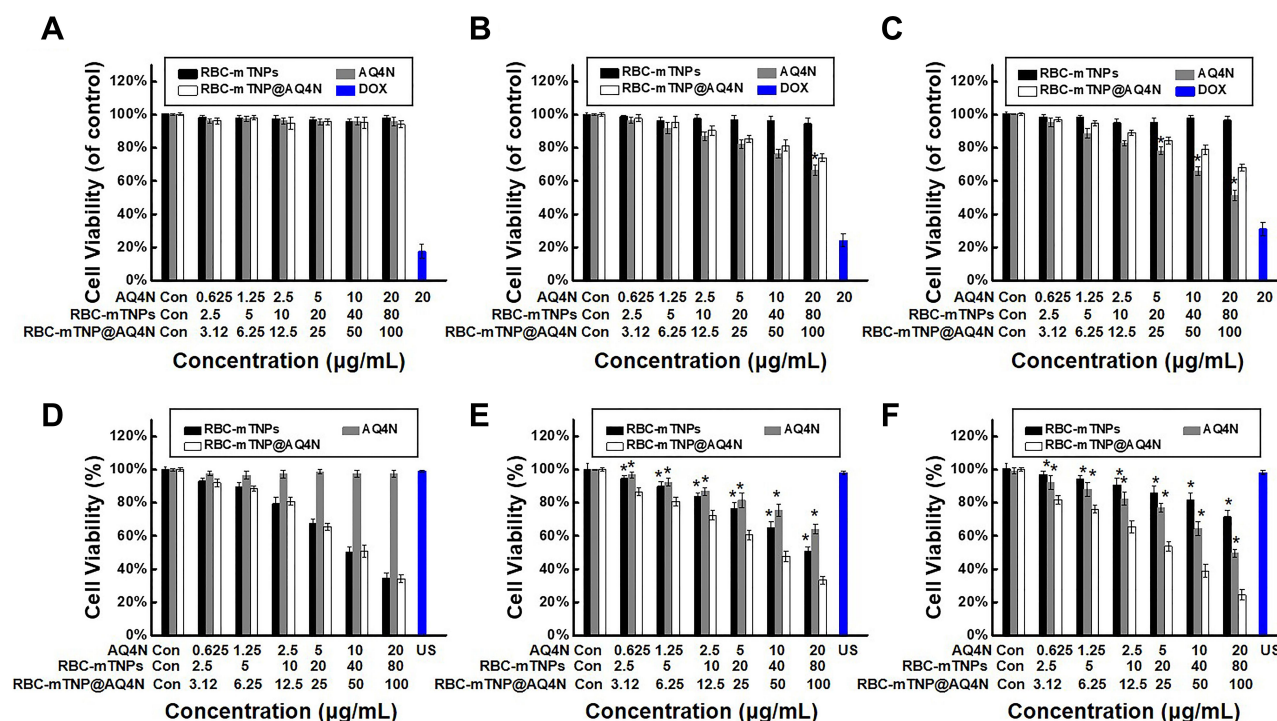 A
RBC-mTNPs AQ4N
RBC-mTNP@AQ4N DOX
Cell Viability (of control)
120%
100%
80%
60%
40%
20%
0%
AQ4N Con 0.625 1.25 2.5 5 10 20 20
RBC-mTNPs Con 2.5 5 10 20 40 80
RBC-mTNP@AQ4N Con 3.12 6.25 12.5 25 50 100
Concentration (µg/mL)
B
RBC-mTNPs AQ4N
RBC-mTNP@AQ4N DOX
Cell Viability (of control)
120%
100%
80%
60%
40%
20%
0%
*
AQ4N Con 0.625 1.25 2.5 5 10 20 20
RBC-mTNPs Con 2.5 5 10 20 40 80
RBC-mTNP@AQ4N Con 3.12 6.25 12.5 25 50 100
Concentration (µg/mL)
C
RBC-mTNPs AQ4N
RBC-mTNP@AQ4N DOX
Cell Viability (of control)
120%
100%
80%
60%
40%
20%
0%
* * *
AQ4N Con 0.625 1.25 2.5 5 10 20 20
RBC-mTNPs Con 2.5 5 10 20 40 80
RBC-mTNP@AQ4N Con 3.12 6.25 12.5 25 50 100
Concentration (µg/mL)
D
RBC-mTNPs AQ4N
RBC-mTNP@AQ4N
Cell Viability (%)
120%
100%
80%
60%
40%
20%
0%
AQ4N Con 0.625 1.25 2.5 5 10 20 US
RBC-mTNPs Con 2.5 5 10 20 40 80
RBC-mTNP@AQ4N Con 3.12 6.25 12.5 25 50 100
Concentration (µg/mL)
E
RBC-mTNPs AQ4N
RBC-mTNP@AQ4N
Cell Viability (%)
120%
100%
80%
60%
40%
20%
0%
* * * * * * * * * * * *
AQ4N Con 0.625 1.25 2.5 5 10 20 US
RBC-mTNPs Con 2.5 5 10 20 40 80
RBC-mTNP@AQ4N Con 3.12 6.25 12.5 25 50 100
Concentration (µg/mL)
F
RBC-mTNPs AQ4N
RBC-mTNP@AQ4N
Cell Viability (%)
120%
100%
80%
60%
40%
20%
0%
* * * * * * * * * * * *
AQ4N Con 0.625 1.25 2.5 5 10 20 US
RBC-mTNPs Con 2.5 5 10 20 40 80
RBC-mTNP@AQ4N Con 3.12 6.25 12.5 25 50 100
Concentration (µg/mL)